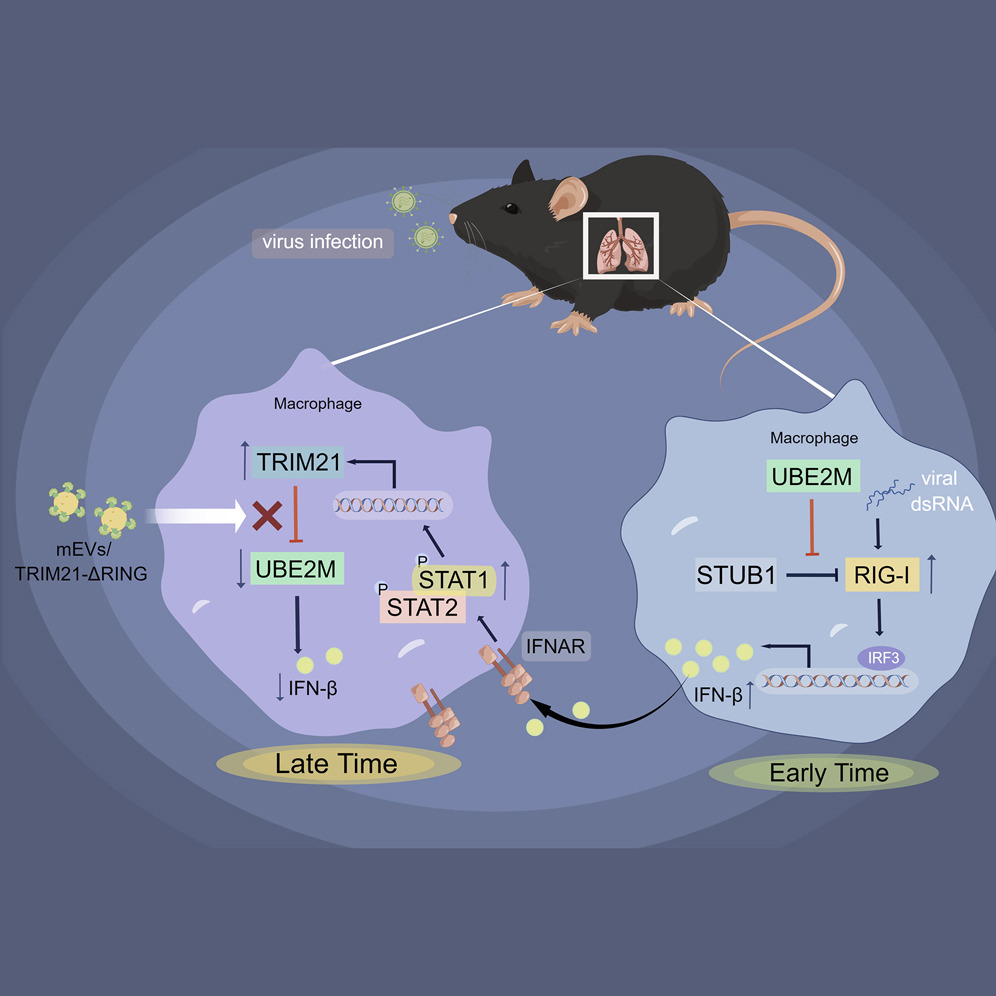 virus infection
Macrophage
TRIM21
mEVs/
TRIM21-ΔRING
UBE2M
IFN-β
P
STAT1
P
STAT2
IFNAR
Late Time
Macrophage
UBE2M
viral
dsRNA
STUB1
RIG-I
IRF3
IFN-β
Early Time